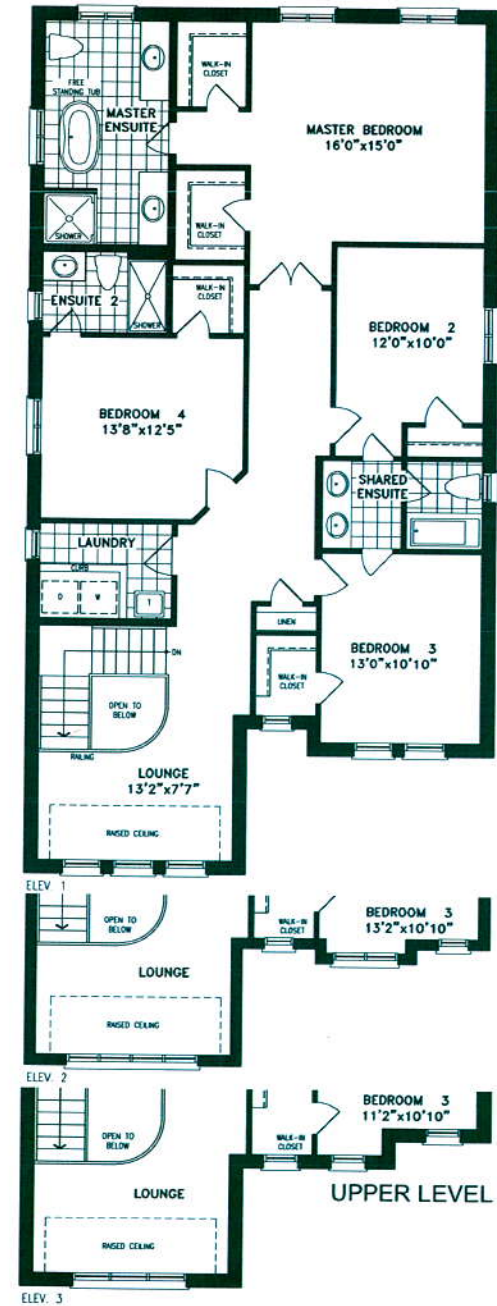 FREE
STANDING TUB
MASTER
ENSUITE
SHOWER
WALK-IN
CLOSET
MASTER BEDROOM
16'0"x15'0"
WALK-IN
CLOSET
ENSUITE 2
SHOWER
WALK-IN
CLOSET
BEDROOM 2
12'0"x10'0"
BEDROOM 4
13'8"x12'5"
SHARED
ENSUITE
LAUNDRY
CURB
D
W
T
LINEN
BEDROOM 3
13'0"x10'10"
WALK-IN
CLOSET
DN
OPEN TO
BELOW
RAILING
LOUNGE
13'2"x7'7"
RAISED CEILING
ELEV. 1
OPEN TO
BELOW
WALK-IN
CLOSET
BEDROOM 3
13'2"x10'10"
LOUNGE
RAISED CEILING
ELEV. 2
OPEN TO
BELOW
WALK-IN
CLOSET
BEDROOM 3
11'2"x10'10"
LOUNGE
UPPER LEVEL
RAISED CEILING
ELEV. 3